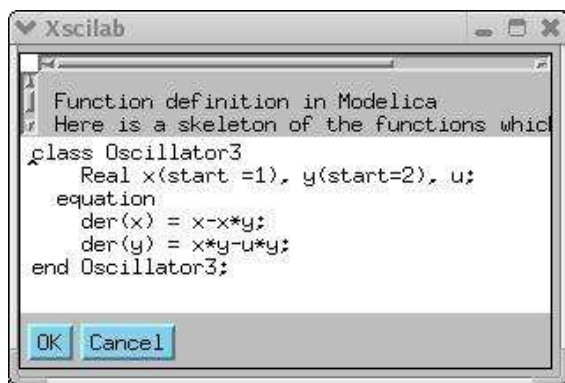 Xscilab
Function definition in Modelica
Here is a skeleton of the functions whic
class Oscillator3
Real x(start =1), y(start=2), u;
equation
der(x) = x-x*y;
der(y) = x*y-u*y;
end Oscillator3;
OK Cancel